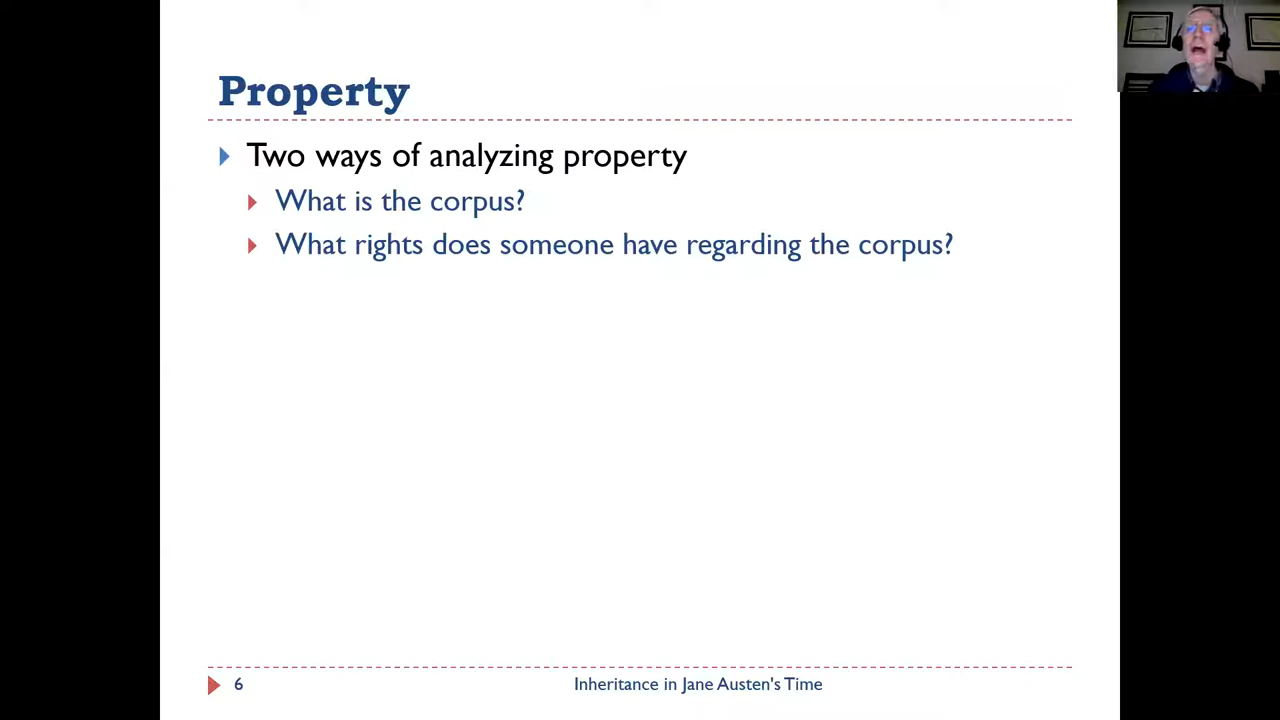 Property
Two ways of analyzing property
What is the corpus?
What rights does someone have regarding the corpus?
6
Inheritance in Jane Austen's Time